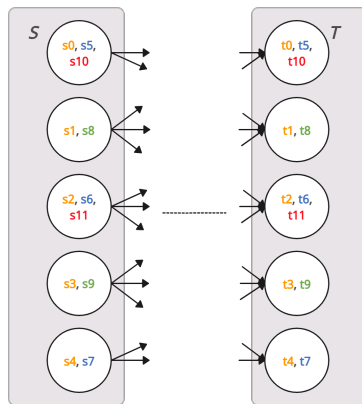 S
s0, s5,
s10
s1, s8
s2, s6,
s11
s3, s9
s4, s7
T
t0, t5,
t10
t1, t8
t2, t6,
t11
t3, t9
t4, t7